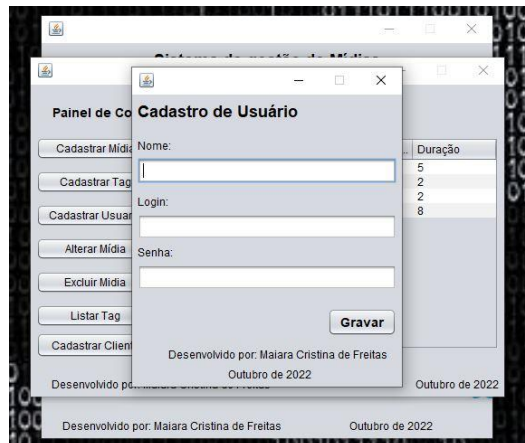 Sistema de gestão de Mídias
Painel de Co
Cadastrar Mídia
Cadastrar Tag
Cadastrar Usuar
Alterar Mídia
Excluir Midia
Listar Tag
Cadastrar Client
Duração
5
2
2
8
Cadastro de Usuário
Nome:
Login:
Senha:
Gravar
Desenvolvido por: Maiara Cristina de Freitas
Outubro de 2022
Outubro de 2022
Desenvolvido por: Maiara Cristina de Freitas Outubro de 2022